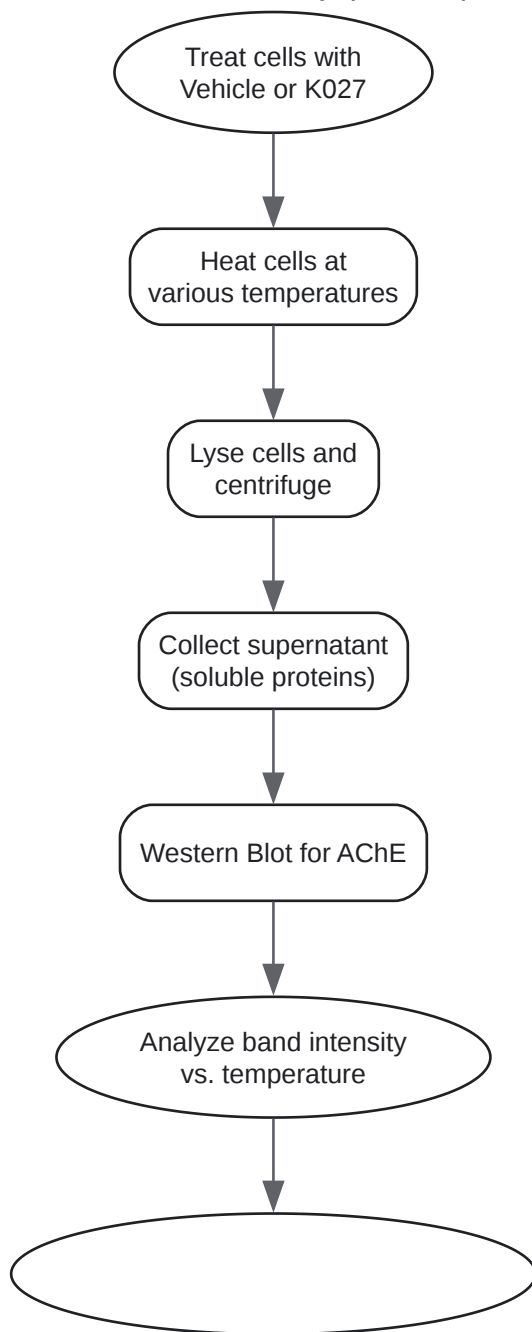 Treat cells with
Vehicle or K027
Heat cells at
various temperatures
Lyse cells and
centrifuge
Collect supernatant
(soluble proteins)
Western Blot for AChE
Analyze band intensity
vs. temperature